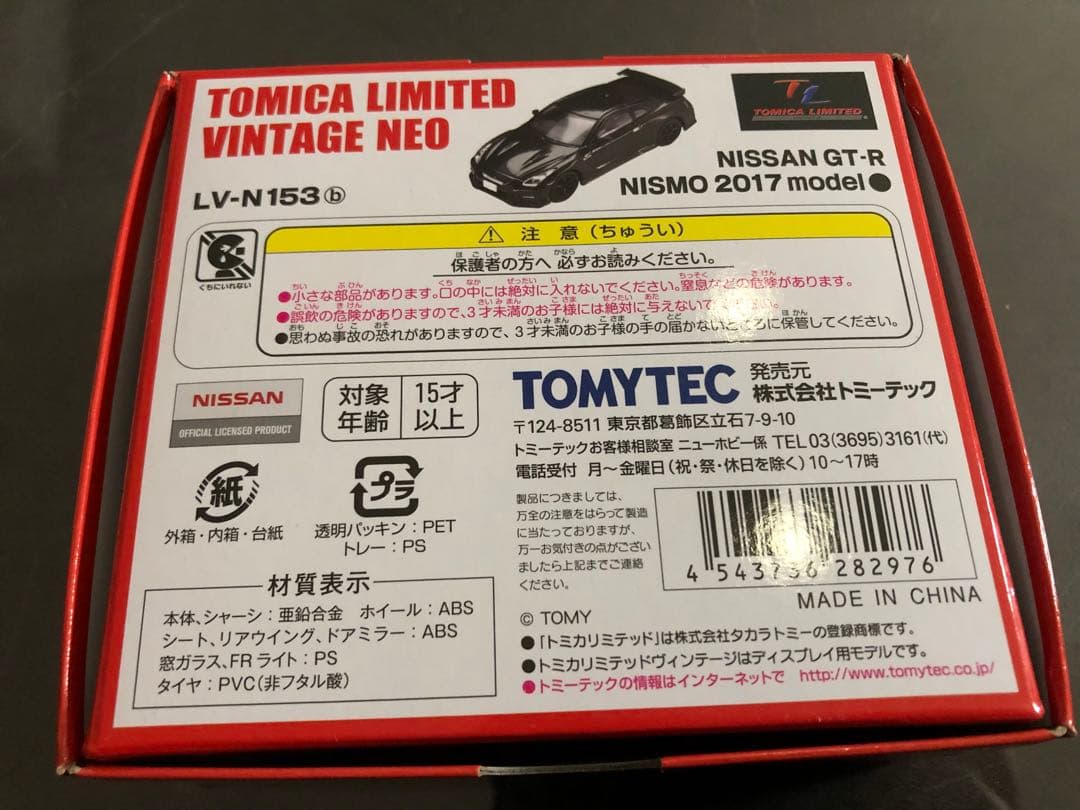 TOMICA LIMITED
VINTAGE NEO
TL
TOMICA LIMITED
LV-N153ⓑ
NISSAN GT-R
NISMO 2017 model●
くちにいれない
⚠ 注 意（ちゅうい）
保護者の方へ 必ずお読みください。
●小さな部品があります。口の中には絶対に入れないでください。窒息などの危険があります。
●誤飲の危険がありますので、3才未満のお子様には絶対に与えないでください。
●思わぬ事故の恐れがありますので、3才未満のお子様の手の届かないところに保管してください。
NISSAN
OFFICIAL LICENSED PRODUCT
対象年齢 15才以上
TOMYTEC 発売元 株式会社トミーテック
〒124-8511 東京都葛飾区立石7-9-10
トミーテックお客様相談室 ニューホビー係 TEL 03(3695)3161(代)
電話受付 月～金曜日（祝・祭・休日を除く）10～17時
紙
外箱・内箱・台紙
プラ
透明パッキン：PET
トレー：PS
製品につきましては、
万全の注意をはらって製造
に当たっておりますが、
万一お気付きの点がござい
ましたら上記までご連絡
ください。
4 543736 282976
MADE IN CHINA
材質表示
本体、シャーシ：亜鉛合金 ホイール：ABS
シート、リアウイング、ドアミラー：ABS
窓ガラス、FRライト：PS
タイヤ：PVC(非フタル酸)
© TOMY
●「トミカリミテッド」は株式会社タカラトミーの登録商標です。
●トミカリミテッドヴィンテージはディスプレイ用モデルです。
●トミーテックの情報はインターネットで http://www.tomytec.co.jp/